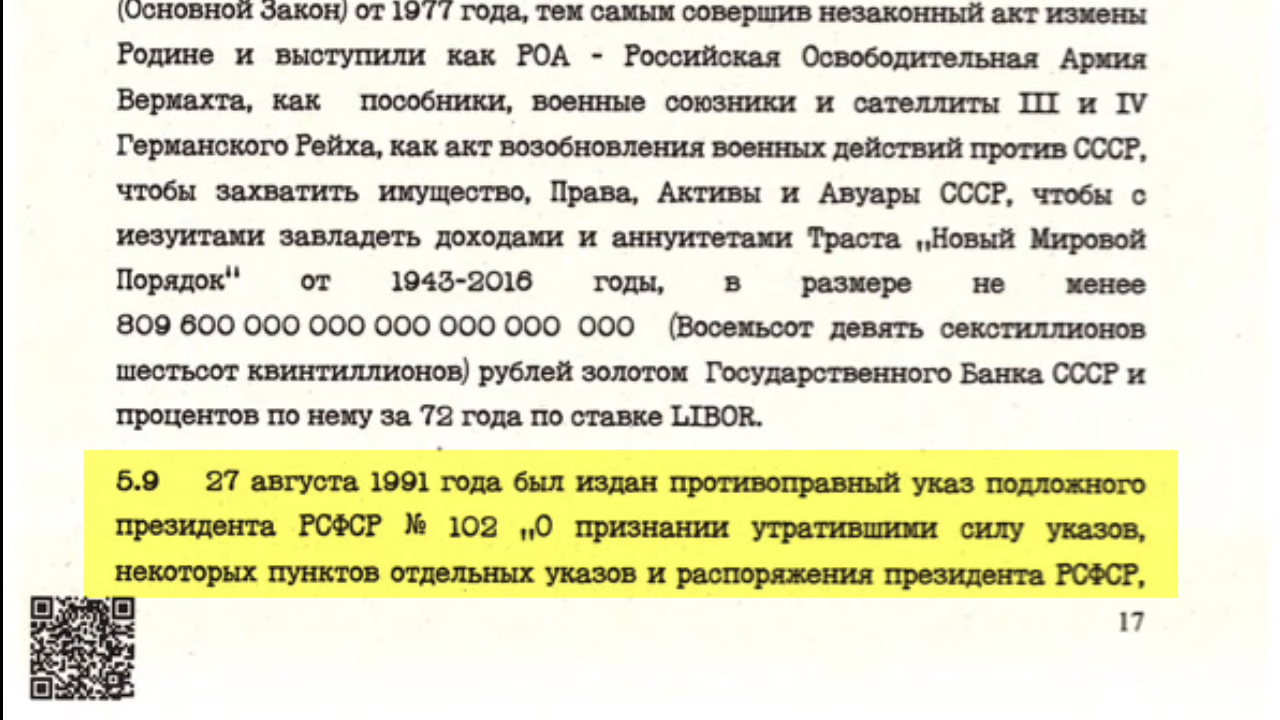 (Основной Закон) от 1977 года, тем самым совершив незаконный акт измены
Родине и выступили как РОА - Российская Освободительная Армия
Вермахта, как пособники, военные союзники и сателлиты III и IV
Германского Рейха, как акт возобновления военных действий против СССР,
чтобы захватить имущество, Права, Активы и Авуары СССР, чтобы с
иезуитами завладеть доходами и аннуитетами Траста „Новый Мировой
Порядок“ от 1943-2016 годы, в размере не менее
809 600 000 000 000 000 000 000 (Восемьсот девять секстиллионов
шестьсот квинтиллионов) рублей золотом Государственного Банка СССР и
процентов по нему за 72 года по ставке LIBOR.
5.9 27 августа 1991 года был издан противоправный указ подложного
президента РСФСР № 102 „О признании утратившими силу указов,
некоторых пунктов отдельных указов и распоряжения президента РСФСР,
17